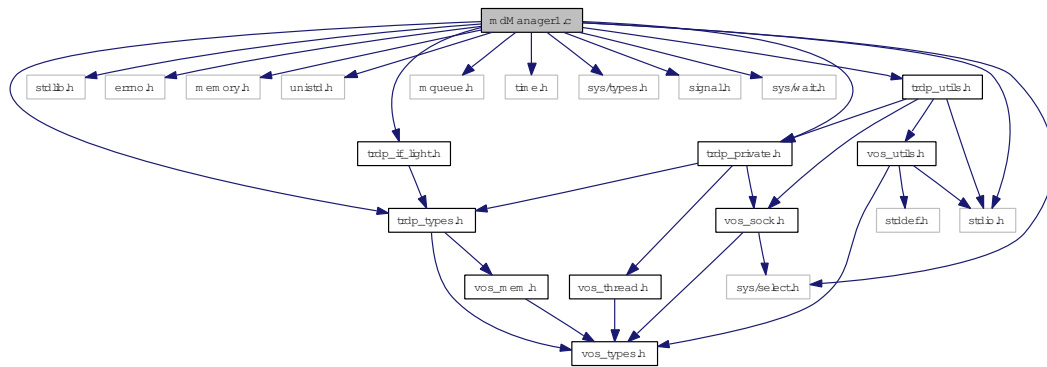 mdManager1.c
stdlib.h
errno.h
memory.h
unistd.h
mqueue.h
time.h
sys/types.h
signal.h
sys/wait.h
trdp_utils.h
trdp_if_light.h
trdp_private.h
vos_utils.h
trdp_types.h
vos_sock.h
stddef.h
stdio.h
vos_mem.h
vos_thread.h
sys/select.h
vos_types.h